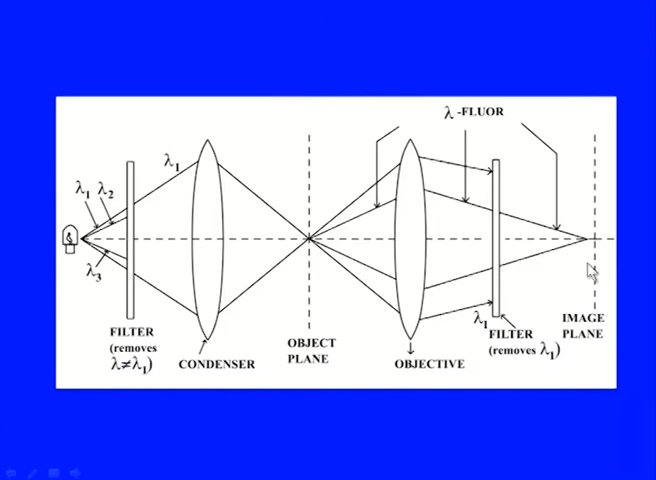 λ -FLUOR
λ₁
λ₁ λ₂
λ₃
λ₁
FILTER
(removes
λ≠λ₁)
CONDENSER
OBJECT
PLANE
OBJECTIVE
FILTER
(removes λ₁)
IMAGE
PLANE